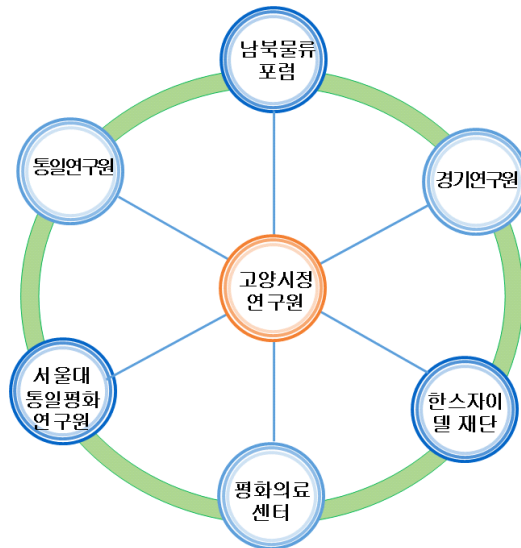 남북물류
포럼
통일연구원
경기연구원
고양시정
연구원
서울대
통일평화
연구원
한스자이
델 재단
평화의료
센터